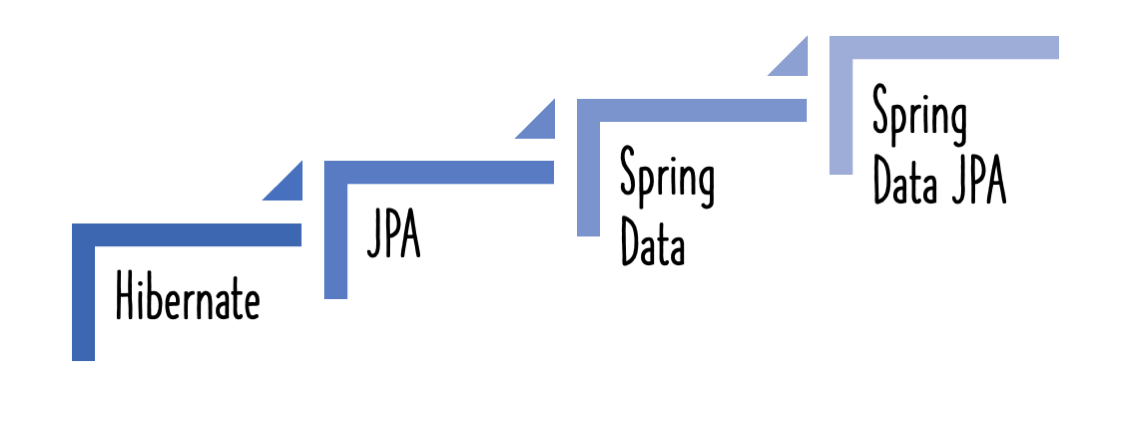 Hibernate
JPA
Spring
Data
Spring
Data JPA